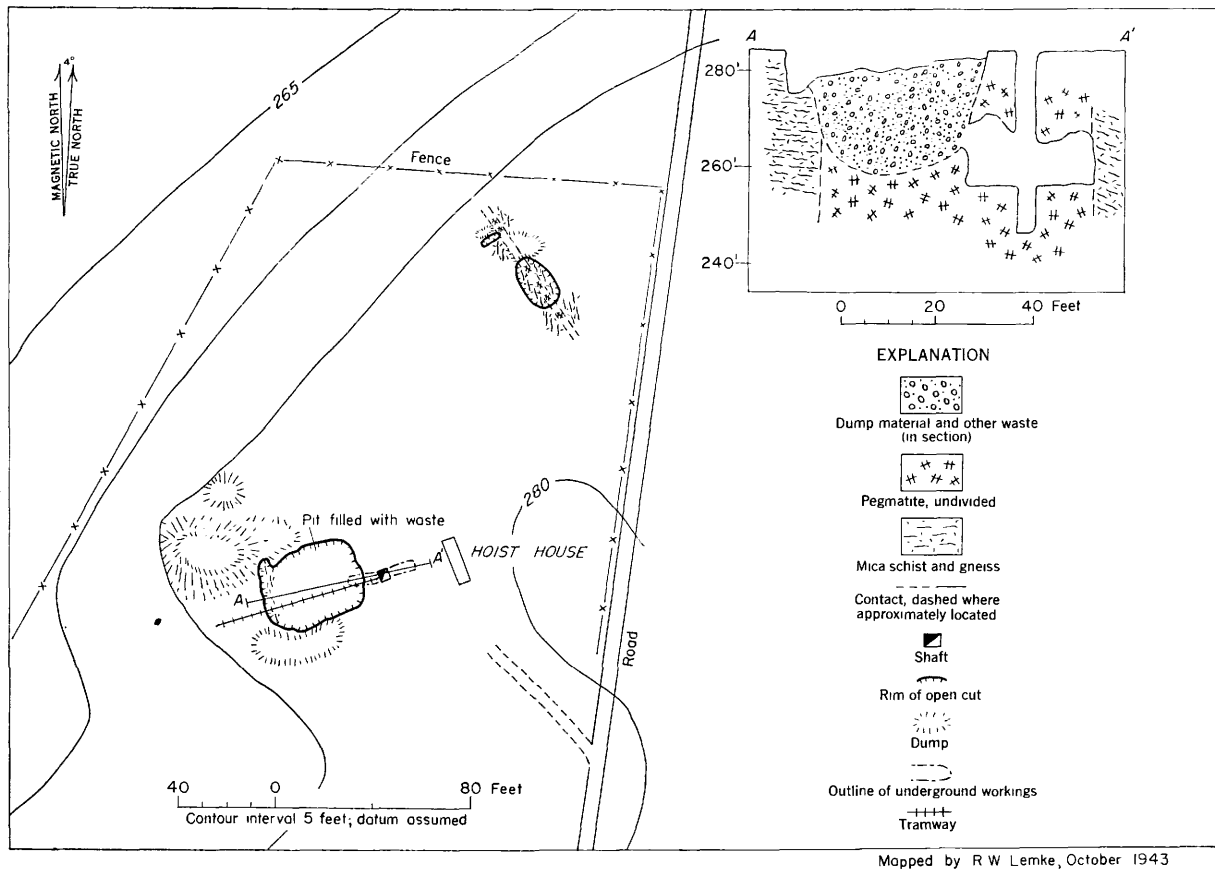 4°
MAGNETIC NORTH
TRUE NORTH
265
Fence
280
Pit filled with waste
A
A'
HOIST HOUSE
Road
40 0 80 Feet
Contour interval 5 feet; datum assumed
A A'
280'
260'
240'
0 20 40 Feet
EXPLANATION
Dump material and other waste
(in section)
Pegmatite, undivided
Mica schist and gneiss
Contact, dashed where
approximately located
Shaft
Rim of open cut
Dump
Outline of underground workings
Tramway
Mapped by R W Lemke, October 1943